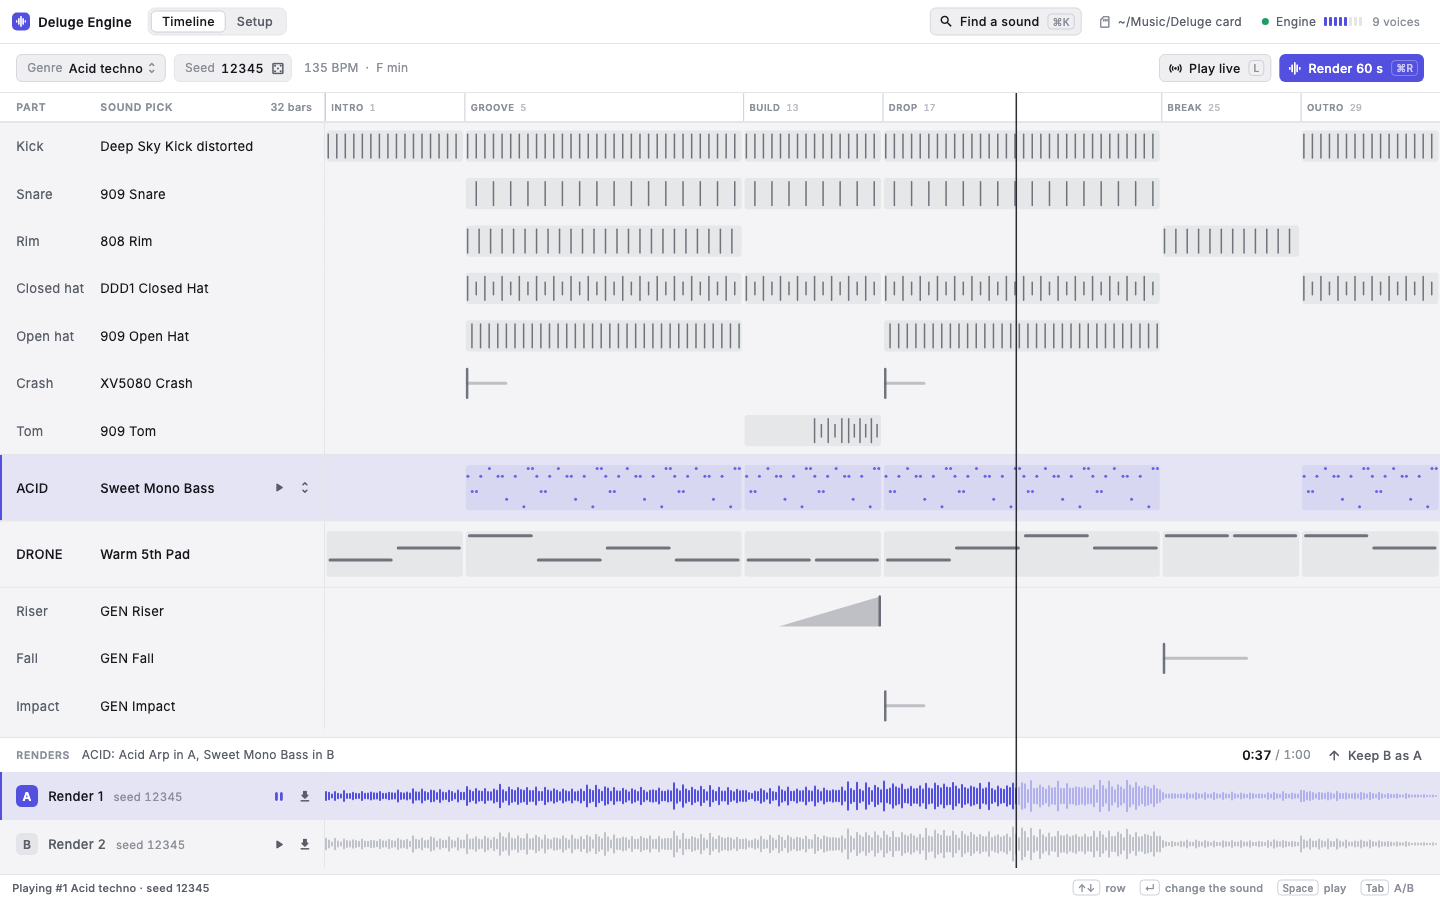 Deluge Engine Timeline Setup Find a sound ⌘K ~/Music/Deluge card Engine 9 voices
Genre Acid techno Seed 12345 135 BPM · F min Play live L Render 60 s ⌘R
PART SOUND PICK 32 bars INTRO 1 GROOVE 5 BUILD 13 DROP 17 BREAK 25 OUTRO 29
Kick Deep Sky Kick distorted
Snare 909 Snare
Rim 808 Rim
Closed hat DDD1 Closed Hat
Open hat 909 Open Hat
Crash XV5080 Crash
Tom 909 Tom
ACID Sweet Mono Bass
DRONE Warm 5th Pad
Riser GEN Riser
Fall GEN Fall
Impact GEN Impact
RENDERS ACID: Acid Arp in A, Sweet Mono Bass in B 0:37 / 1:00 ↑ Keep B as A
A Render 1 seed 12345
B Render 2 seed 12345
Playing #1 Acid techno · seed 12345 ↑↓ row ↵ change the sound Space play Tab A/B